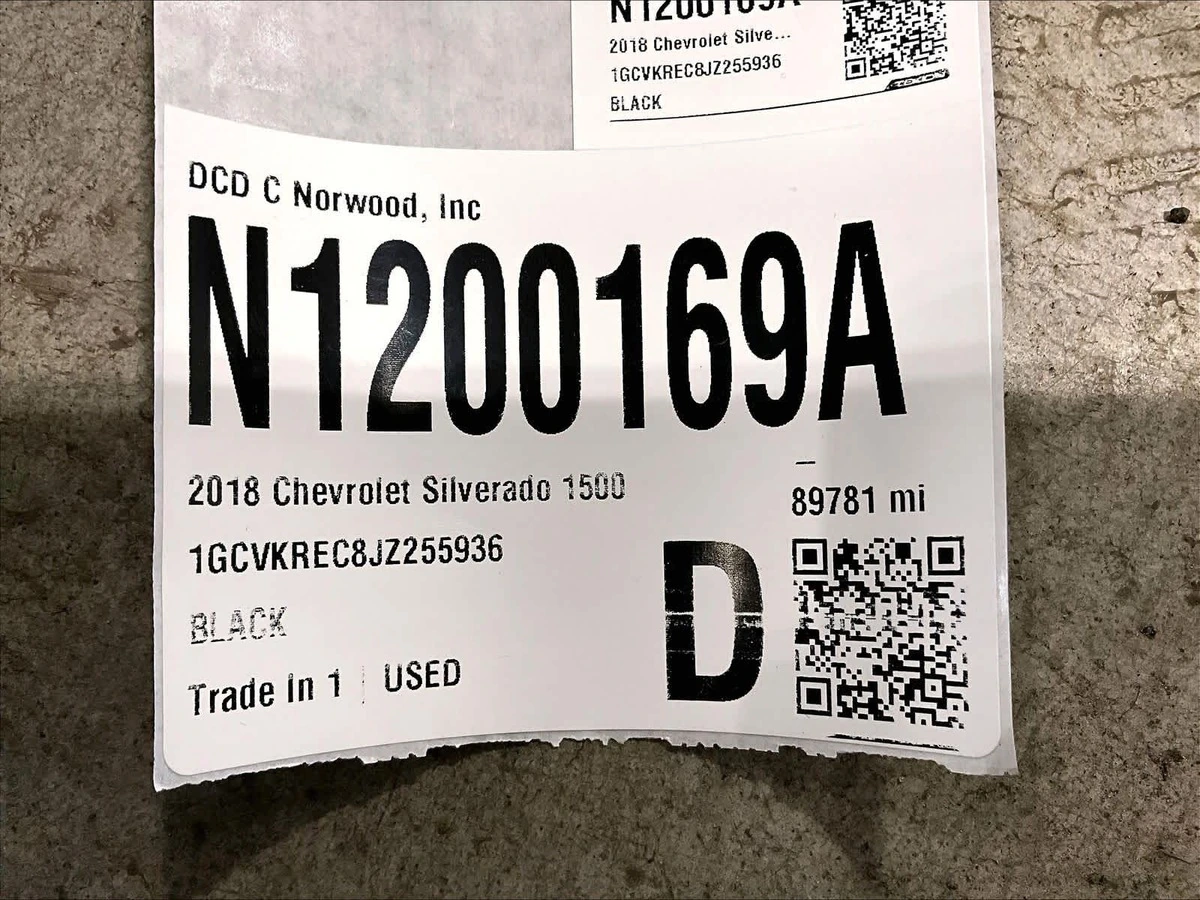 N1200169A
2018 Chevrolet Silve...
1GCVKREC8JZ255936
BLACK
DCD C Norwood, Inc
N1200169A
2018 Chevrolet Silverado 1500
89781 mi
1GCVKREC8JZ255936
D
BLACK
Trade In 1 | USED